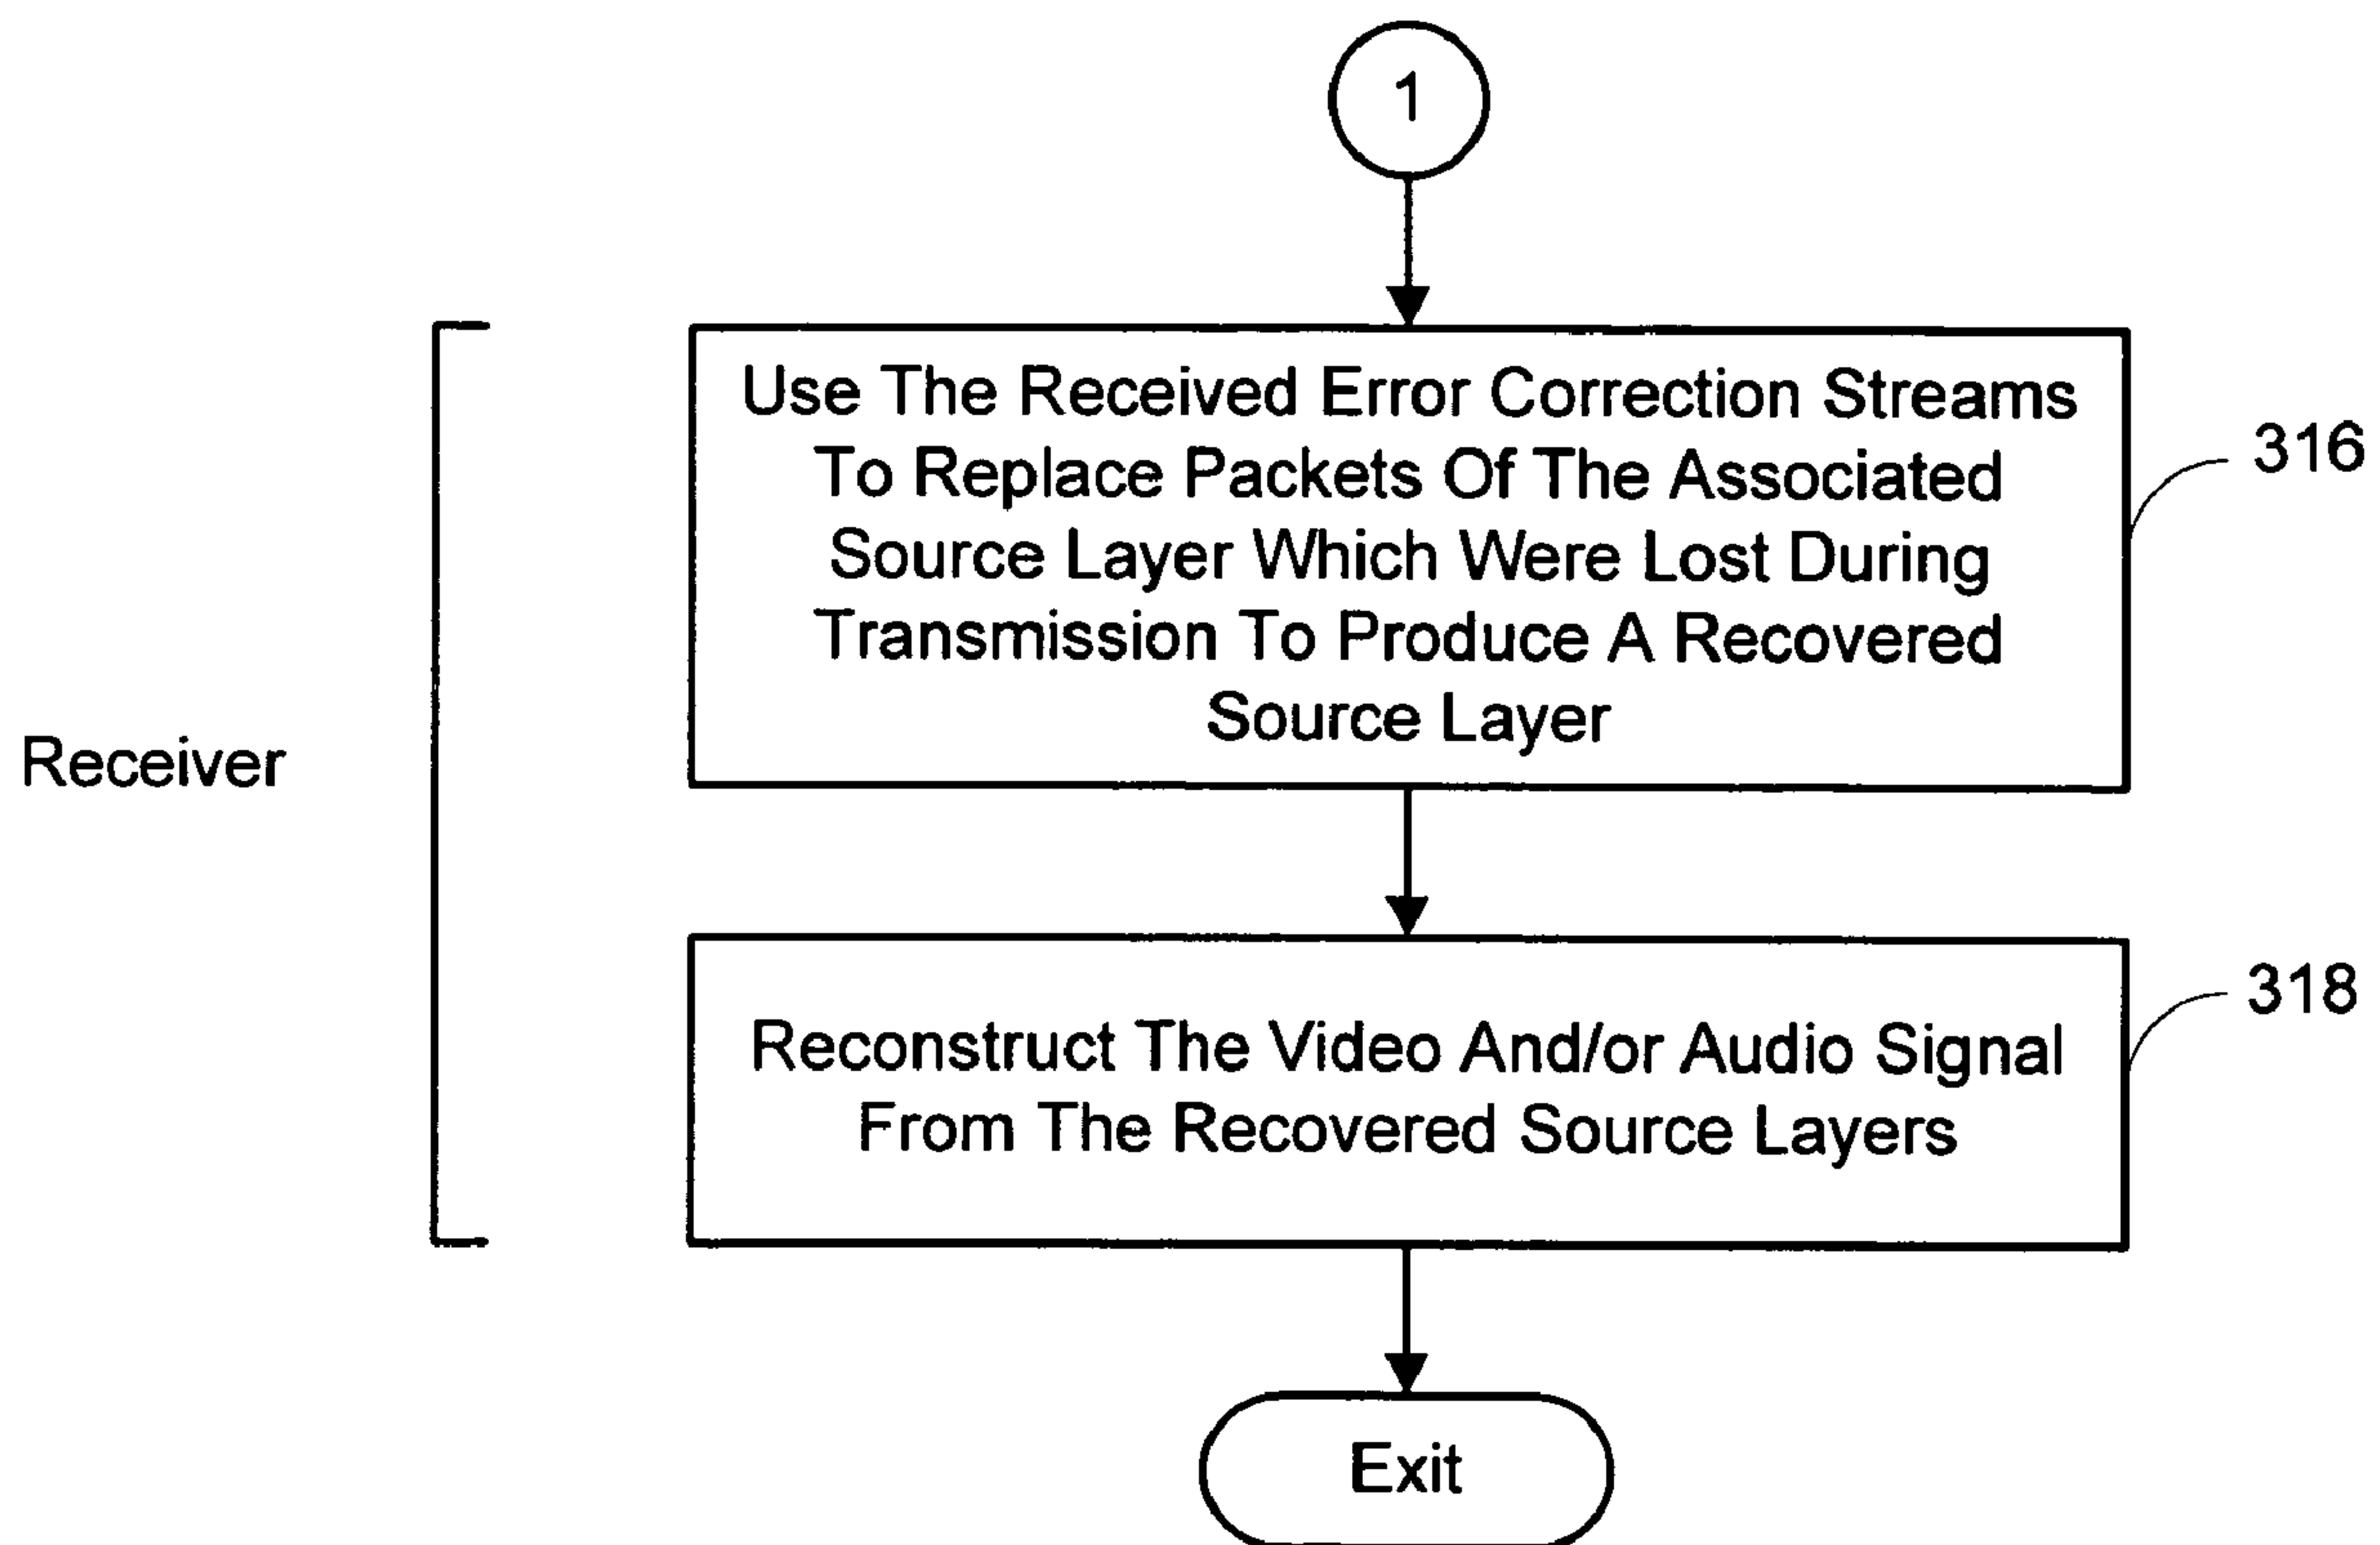 1
Use The Received Error Correction Streams
To Replace Packets Of The Associated
Source Layer Which Were Lost During
Transmission To Produce A Recovered
Source Layer
316
Receiver
Reconstruct The Video And/or Audio Signal
From The Recovered Source Layers
318
Exit